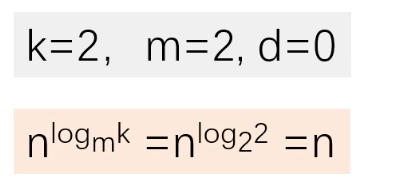 k=2, m=2, d=0
n^{log_m k} =n^{log_2 2} =n